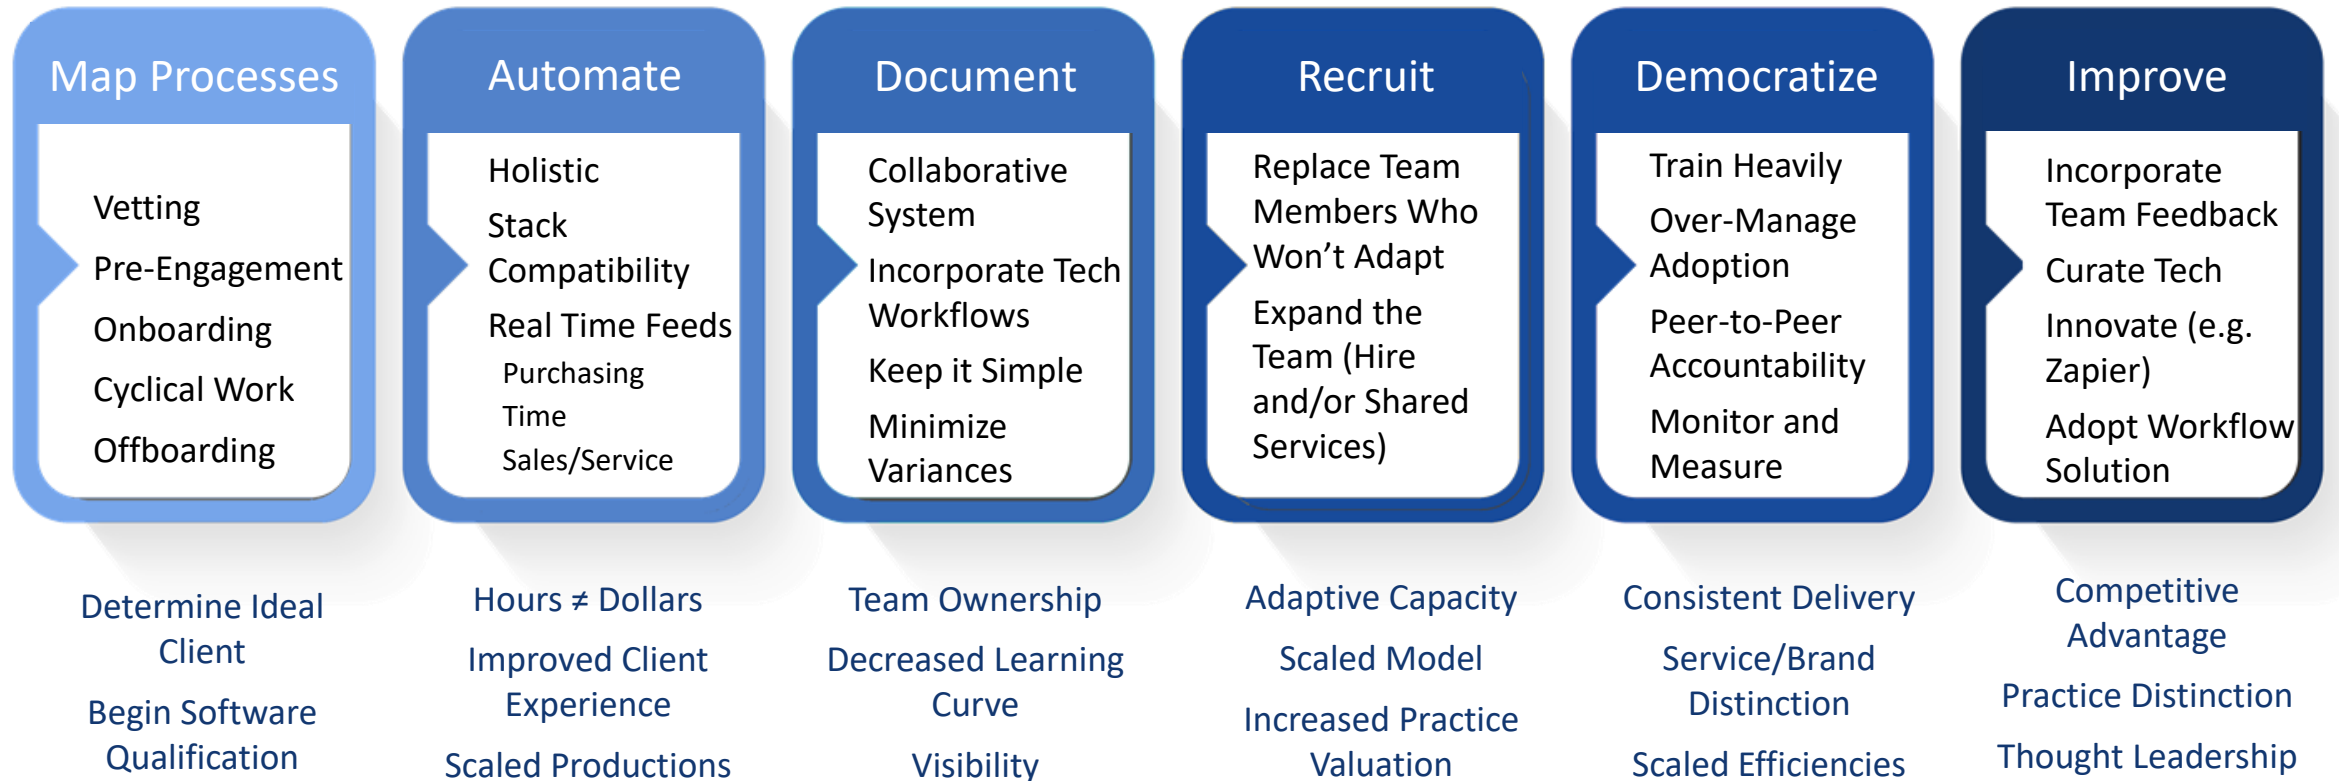 Map Processes
Vetting
Pre-Engagement
Onboarding
Cyclical Work
Offboarding
Determine Ideal
Client
Begin Software
Qualification
Automate
Holistic
Stack
Compatibility
Real Time Feeds
Purchasing
Time
Sales/Service
Hours ≠ Dollars
Improved Client
Experience
Scaled Productions
Document
Collaborative
System
Incorporate Tech
Workflows
Keep it Simple
Minimize
Variances
Team Ownership
Decreased Learning
Curve
Visibility
Recruit
Replace Team
Members Who
Won't Adapt
Expand the
Team (Hire
and/or Shared
Services)
Adaptive Capacity
Scaled Model
Increased Practice
Valuation
Democratize
Train Heavily
Over-Manage
Adoption
Peer-to-Peer
Accountability
Monitor and
Measure
Consistent Delivery
Service/Brand
Distinction
Scaled Efficiencies
Improve
Incorporate
Team Feedback
Curate Tech
Innovate (e.g.
Zapier)
Adopt Workflow
Solution
Competitive
Advantage
Practice Distinction
Thought Leadership